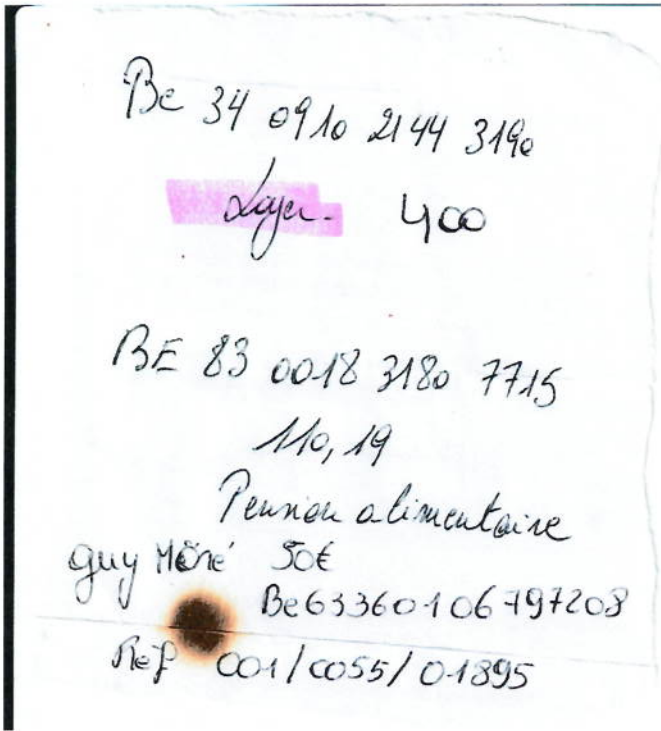 Be 34 0910 2144 3190
Loyer. 400
BE 83 0018 3180 7715
110,19
Pension alimentaire
guy Möré 50€
Be63360106797208
Ref 001/0055/01895